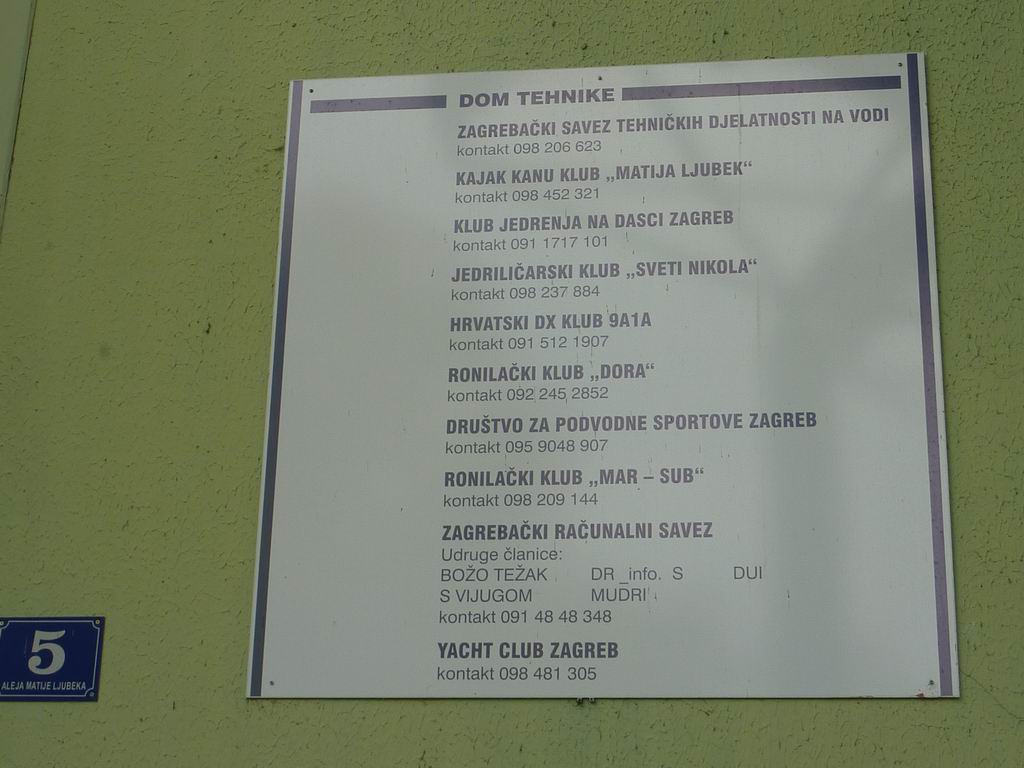 DOM TEHNIKE
ZAGREBAČKI SAVEZ TEHNIČKIH DJELATNOSTI NA VODI
kontakt 098 206 623
KAJAK KANU KLUB „MATIJA LJUBEK“
kontakt 098 452 321
KLUB JEDRENJA NA DASCI ZAGREB
kontakt 091 1717 101
JEDRILIČARSKI KLUB „SVETI NIKOLA“
kontakt 098 237 884
HRVATSKI DX KLUB 9A1A
kontakt 091 512 1907
RONILAČKI KLUB „DORA“
kontakt 092 245 2852
DRUŠTVO ZA PODVODNE SPORTOVE ZAGREB
kontakt 095 9048 907
RONILAČKI KLUB „MAR – SUB“
kontakt 098 209 144
ZAGREBAČKI RAČUNALNI SAVEZ
Udruge članice:
BOŽO TEŽAK DR_info. S DUI
S VIJUGOM MUDRI
kontakt 091 48 48 348
YACHT CLUB ZAGREB
kontakt 098 481 305
5
ALEJA MATIJE LJUBEKA